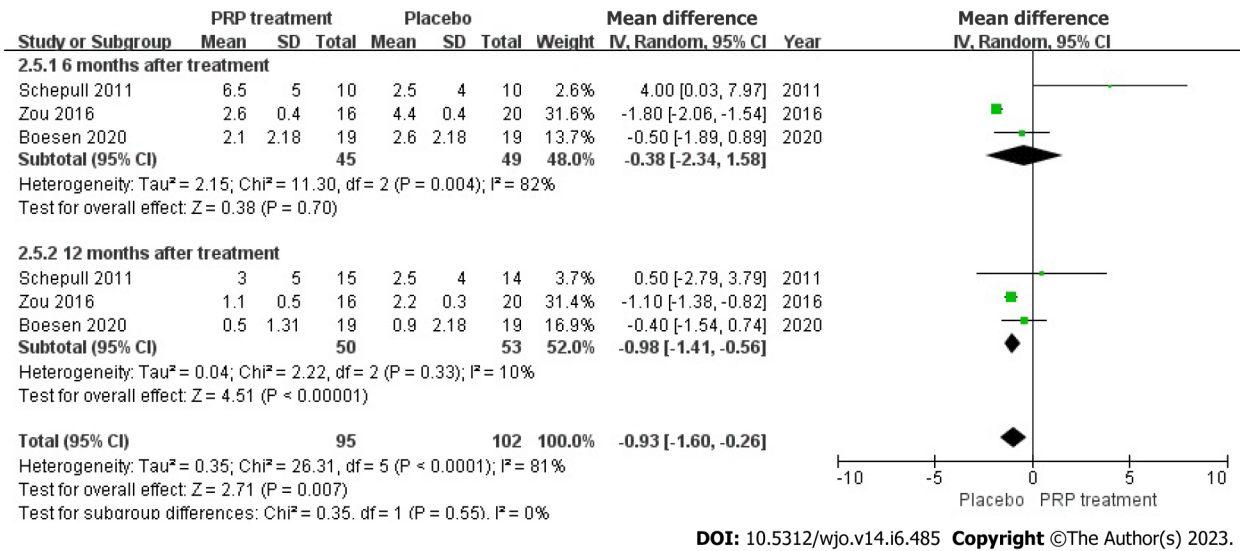 PRP treatment Placebo Mean difference Mean difference
Study or Subgroup Mean SD Total Mean SD Total Weight IV, Random, 95% CI Year IV, Random, 95% CI
2.5.1 6 months after treatment
Schepull 2011 6.5 5 10 2.5 4 10 2.6% 4.00 [0.03, 7.97] 2011
Zou 2016 2.6 0.4 16 4.4 0.4 20 31.6% -1.80 [-2.06, -1.54] 2016
Boesen 2020 2.1 2.18 19 2.6 2.18 19 13.7% -0.50 [-1.89, 0.89] 2020
Subtotal (95% CI) 45 49 48.0% -0.38 [-2.34, 1.58]
Heterogeneity: Tau² = 2.15; Chi² = 11.30, df = 2 (P = 0.004); I² = 82%
Test for overall effect: Z = 0.38 (P = 0.70)
2.5.2 12 months after treatment
Schepull 2011 3 5 15 2.5 4 14 3.7% 0.50 [-2.79, 3.79] 2011
Zou 2016 1.1 0.5 16 2.2 0.3 20 31.4% -1.10 [-1.38, -0.82] 2016
Boesen 2020 0.5 1.31 19 0.9 2.18 19 16.9% -0.40 [-1.54, 0.74] 2020
Subtotal (95% CI) 50 53 52.0% -0.98 [-1.41, -0.56]
Heterogeneity: Tau² = 0.04; Chi² = 2.22, df = 2 (P = 0.33); I² = 10%
Test for overall effect: Z = 4.51 (P < 0.00001)
Total (95% CI) 95 102 100.0% -0.93 [-1.60, -0.26]
Heterogeneity: Tau² = 0.35; Chi² = 26.31, df = 5 (P < 0.0001); I² = 81%
Test for overall effect: Z = 2.71 (P = 0.007)
Test for subgroup differences: Chi² = 0.35, df = 1 (P = 0.55), I² = 0%
-10 -5 0 5 10
Placebo PRP treatment
DOI: 10.5312/wjo.v14.i6.485 Copyright ©The Author(s) 2023.